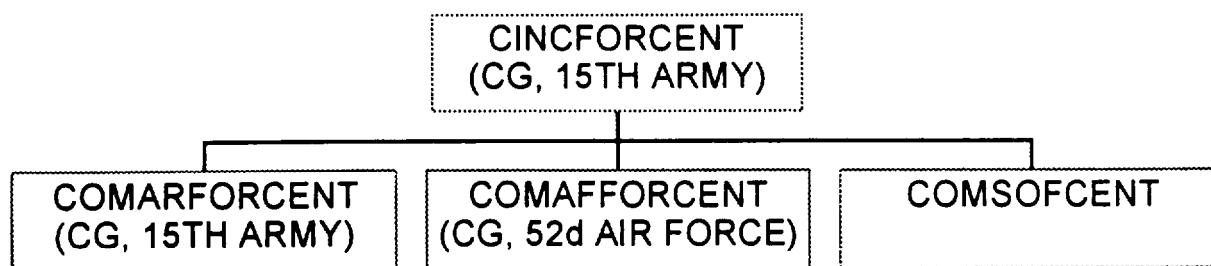 CINCFORCENT
(CG, 15TH ARMY)
COMARFORCENT
(CG, 15TH ARMY)
COMAFFORCENT
(CG, 52d AIR FORCE)
COMSOFCENT